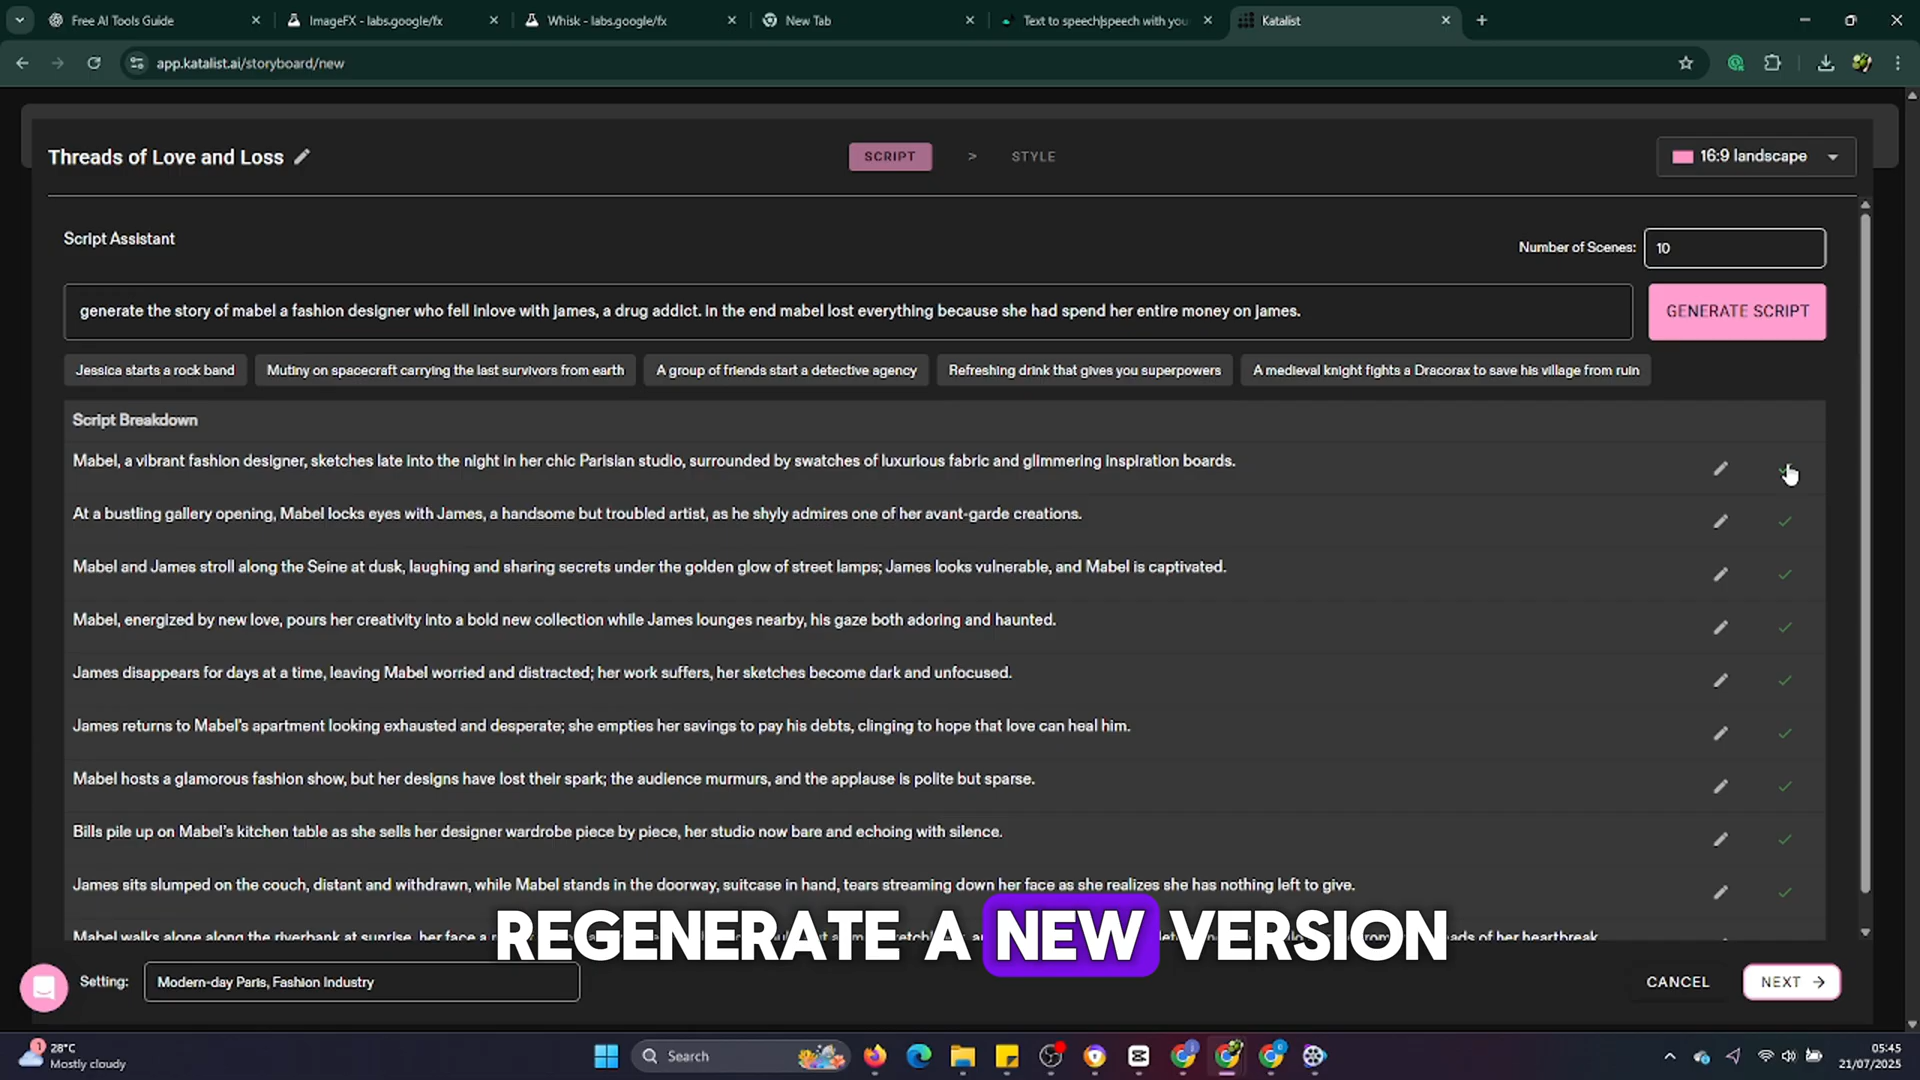 Free AI Tools Guide
ImageFX - labs.google/fx
Whisk - labs.google/fx
New Tab
Text to speech|speech with you
Katalist
app.katalist.ai/storyboard/new
Threads of Love and Loss
SCRIPT
>
STYLE
16:9 landscape
Script Assistant
Number of Scenes:
10
generate the story of mabel a fashion designer who fell inlove with james, a drug addict. In the end mabel lost everything because she had spend her entire money on james.
GENERATE SCRIPT
Jessica starts a rock band
Mutiny on spacecraft carrying the last survivors from earth
A group of friends start a detective agency
Refreshing drink that gives you superpowers
A medieval knight fights a Dracorax to save his village from ruin
Script Breakdown
Mabel, a vibrant fashion designer, sketches late into the night in her chic Parisian studio, surrounded by swatches of luxurious fabric and glimmering inspiration boards.
At a bustling gallery opening, Mabel locks eyes with James, a handsome but troubled artist, as he shyly admires one of her avant-garde creations.
Mabel and James stroll along the Seine at dusk, laughing and sharing secrets under the golden glow of street lamps; James looks vulnerable, and Mabel is captivated.
Mabel, energized by new love, pours her creativity into a bold new collection while James lounges nearby, his gaze both adoring and haunted.
James disappears for days at a time, leaving Mabel worried and distracted; her work suffers, her sketches become dark and unfocused.
James returns to Mabel's apartment looking exhausted and desperate; she empties her savings to pay his debts, clinging to hope that love can heal him.
Mabel hosts a glamorous fashion show, but her designs have lost their spark; the audience murmurs, and the applause is polite but sparse.
Bills pile up on Mabel's kitchen table as she sells her designer wardrobe piece by piece, her studio now bare and echoing with silence.
James sits slumped on the couch, distant and withdrawn, while Mabel stands in the doorway, suitcase in hand, tears streaming down her face as she realizes she has nothing left to give.
Mabel walks alone along the riverbank at sunrise, her face a
of her heartbreak
REGENERATE A NEW VERSION
Setting:
Modern-day Paris, Fashion Industry
CANCEL
NEXT
1
28°C
Mostly cloudy
Search
05:45
21/07/2025